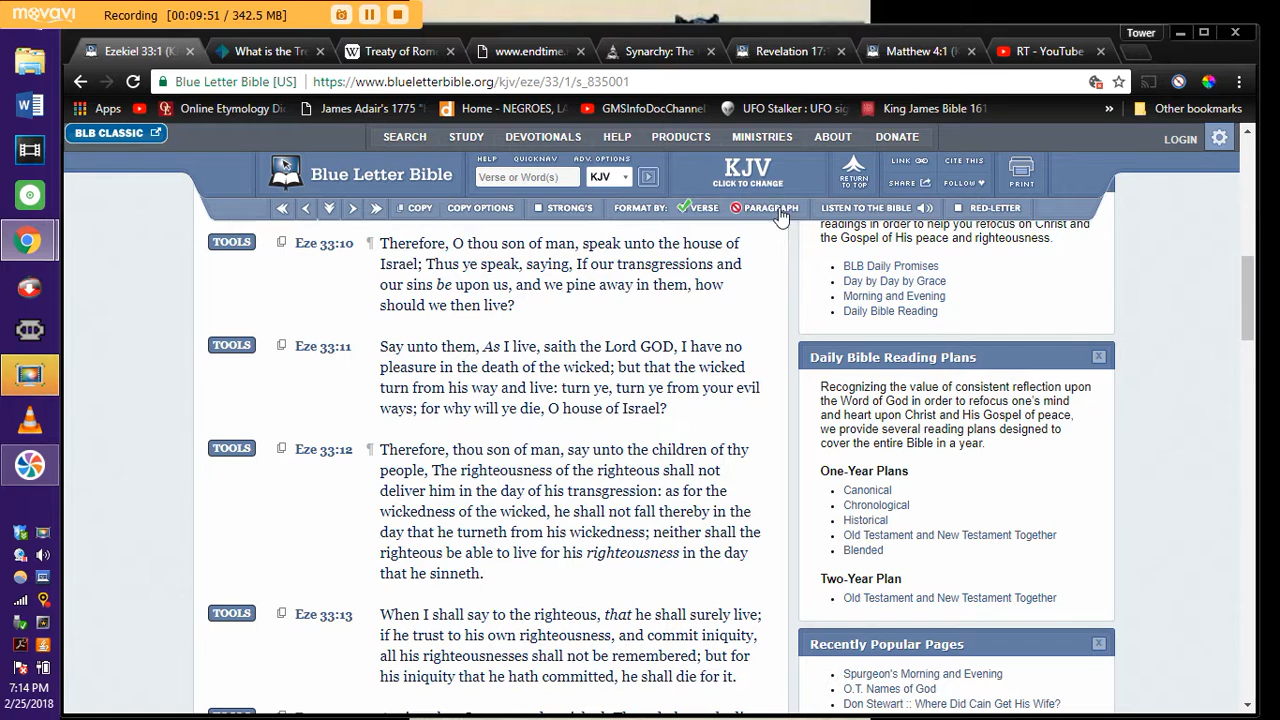 movavi Recording (00:09:51 / 342.5 MB)
Tower
Ezekiel 33:1 (K
What is the Tre
Treaty of Rome
www.endtime.
Synarchy: The
Revelation 17:
Matthew 4:1 (
RT - YouTube
Blue Letter Bible [US] https://www.blueletterbible.org/kjv/eze/33/1/s_835001
Apps
Online Etymology Di
James Adair's 1775 "
Home - NEGROES, LA
GMSInfoDocChannel
UFO Stalker : UFO sig
King James Bible 161
» Other bookmarks
BLB CLASSIC
SEARCH STUDY DEVOTIONALS HELP PRODUCTS MINISTRIES ABOUT DONATE
LOGIN
Blue Letter Bible
HELP QUICKNAV ADV. OPTIONS
Verse or Word(s) KJV
KJV
CLICK TO CHANGE
RETURN
TO TOP
LINK CITE THIS
SHARE FOLLOW
PRINT
COPY COPY OPTIONS STRONG'S FORMAT BY: VERSE PARAGRAPH LISTEN TO THE BIBLE RED-LETTER
TOOLS Eze 33:10 ¶ Therefore, O thou son of man, speak unto the house of
Israel; Thus ye speak, saying, If our transgressions and
our sins be upon us, and we pine away in them, how
should we then live?
TOOLS Eze 33:11 Say unto them, As I live, saith the Lord GOD, I have no
pleasure in the death of the wicked; but that the wicked
turn from his way and live: turn ye, turn ye from your evil
ways; for why will ye die, O house of Israel?
TOOLS Eze 33:12 ¶ Therefore, thou son of man, say unto the children of thy
people, The righteousness of the righteous shall not
deliver him in the day of his transgression: as for the
wickedness of the wicked, he shall not fall thereby in the
day that he turneth from his wickedness; neither shall the
righteous be able to live for his righteousness in the day
that he sinneth.
TOOLS Eze 33:13 When I shall say to the righteous, that he shall surely live;
if he trust to his own righteousness, and commit iniquity,
all his righteousnesses shall not be remembered; but for
his iniquity that he hath committed, he shall die for it.
readings in order to help you refocus on Christ and
the Gospel of His peace and righteousness.
BLB Daily Promises
Day by Day by Grace
Morning and Evening
Daily Bible Reading
Daily Bible Reading Plans
Recognizing the value of consistent reflection upon
the Word of God in order to refocus one's mind
and heart upon Christ and His Gospel of peace,
we provide several reading plans designed to
cover the entire Bible in a year.
One-Year Plans
Canonical
Chronological
Historical
Old Testament and New Testament Together
Blended
Two-Year Plan
Old Testament and New Testament Together
Recently Popular Pages
Spurgeon's Morning and Evening
O.T. Names of God
Don Stewart :: Where Did Cain Get His Wife?
7:14 PM
2/25/2018